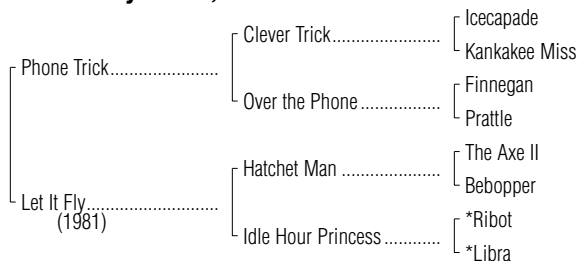 Icecapade
Clever Trick
Kankakee Miss
Phone Trick
Finnegan
Over the Phone
Prattle
The Axe II
Hatchet Man
Bebopper
Let It Fly
(1981)
*Ribot
Idle Hour Princess
*Libra